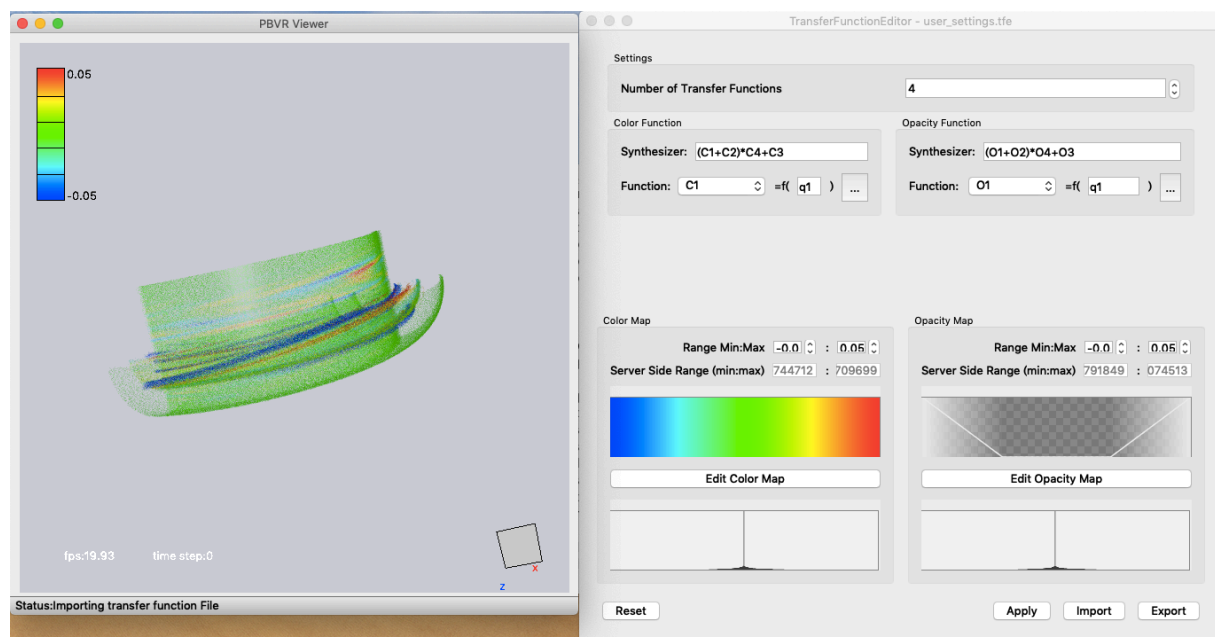 PBVR Viewer
0.05
-0.05
fps:19.93 time step:0
x
z
Status:Importing transfer function File
TransferFunctionEditor - user_settings.tfe
Settings
Number of Transfer Functions 4
Color Function
Synthesizer: (C1+C2)*C4+C3
Function: C1 =f( q1 ) ...
Opacity Function
Synthesizer: (O1+O2)*O4+O3
Function: O1 =f( q1 ) ...
Color Map
Range Min:Max -0.0 : 0.05
Server Side Range (min:max) 744712 : 709699
Edit Color Map
Opacity Map
Range Min:Max -0.0 : 0.05
Server Side Range (min:max) 791849 : 074513
Edit Opacity Map
Reset Apply Import Export